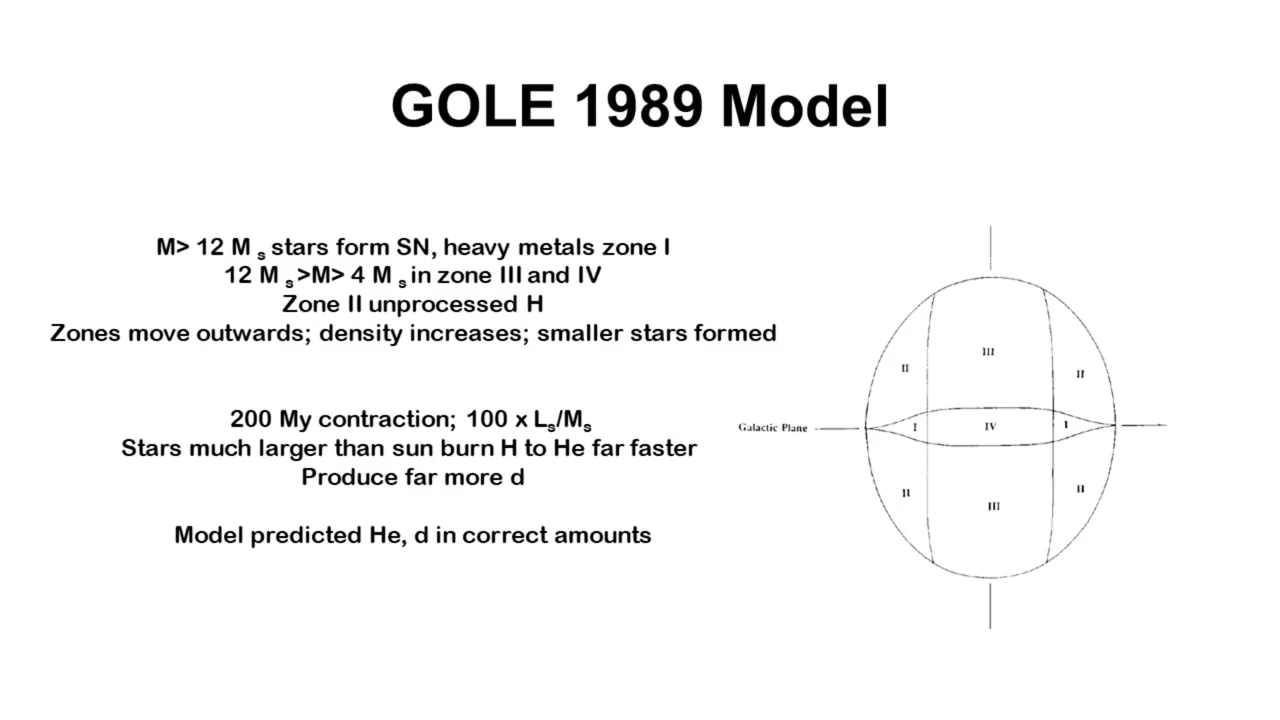 GOLE 1989 Model
M> 12 M s stars form SN, heavy metals zone I
12 M s >M> 4 M s in zone III and IV
Zone II unprocessed H
Zones move outwards; density increases; smaller stars formed
200 My contraction; 100 x Ls/Ms
Stars much larger than sun burn H to He far faster
Produce far more d
Model predicted He, d in correct amounts
III
II
II
Galactic Plane
I
IV
I
II
II
III